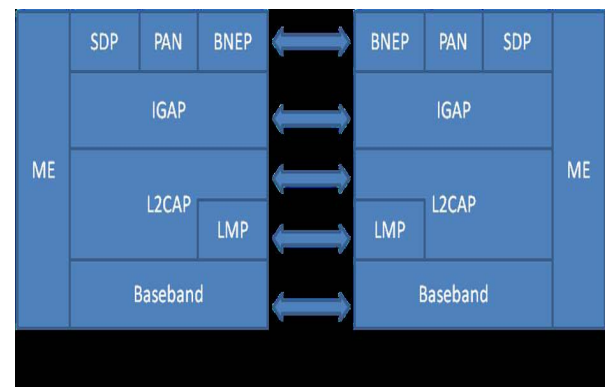 SDP PAN BNEP BNEP PAN SDP
IGAP IGAP
ME ME
L2CAP L2CAP
LMP LMP
Baseband Baseband